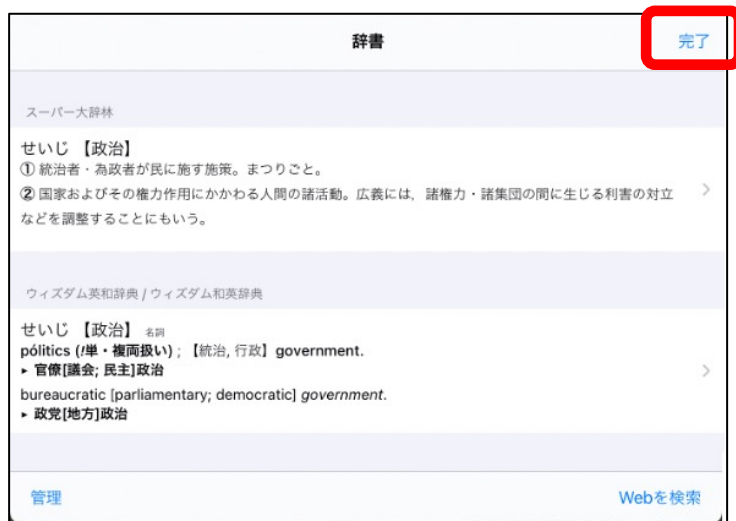 辞書
完了
スーパー大辞林
せいじ 【政治】
① 統治者・為政者が民に施す施策。まつりごと。
② 国家およびその権力作用にかかわる人間の諸活動。広義には，諸権力・諸集団の間に生じる利害の対立
などを調整することにもいう。
ウィズダム英和辞典 / ウィズダム和英辞典
せいじ 【政治】 名詞
pólitics (!単・複両扱い) ; 【統治, 行政】government.
▸ 官僚[議会; 民主]政治
bureaucratic [parliamentary; democratic] government.
▸ 政党[地方]政治
管理
Webを検索